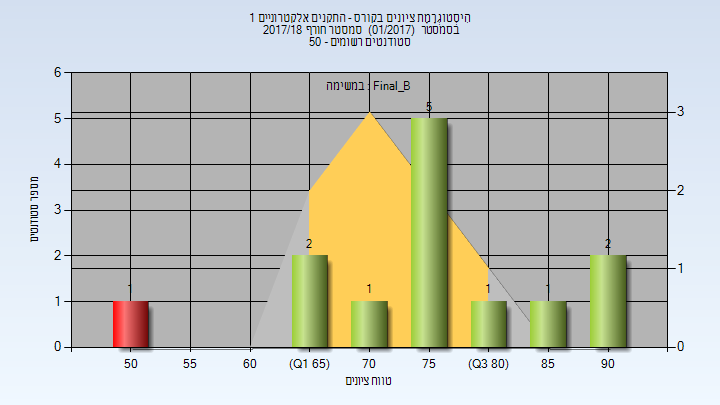 היסטוגרמת ציונים בקורס - התקנים אלקטרוניים 1
בסמסטר (01/2017) סמסטר חורף 2017/18
סטודנטים רשומים - 50
במשימה : Final_B
מספר סטודנטים
6
5
4
3
2
1
0
3
2
1
0
1
2
1
5
1
1
2
50 55 60 (Q1 65) 70 75 (Q3 80) 85 90
טווח ציונים